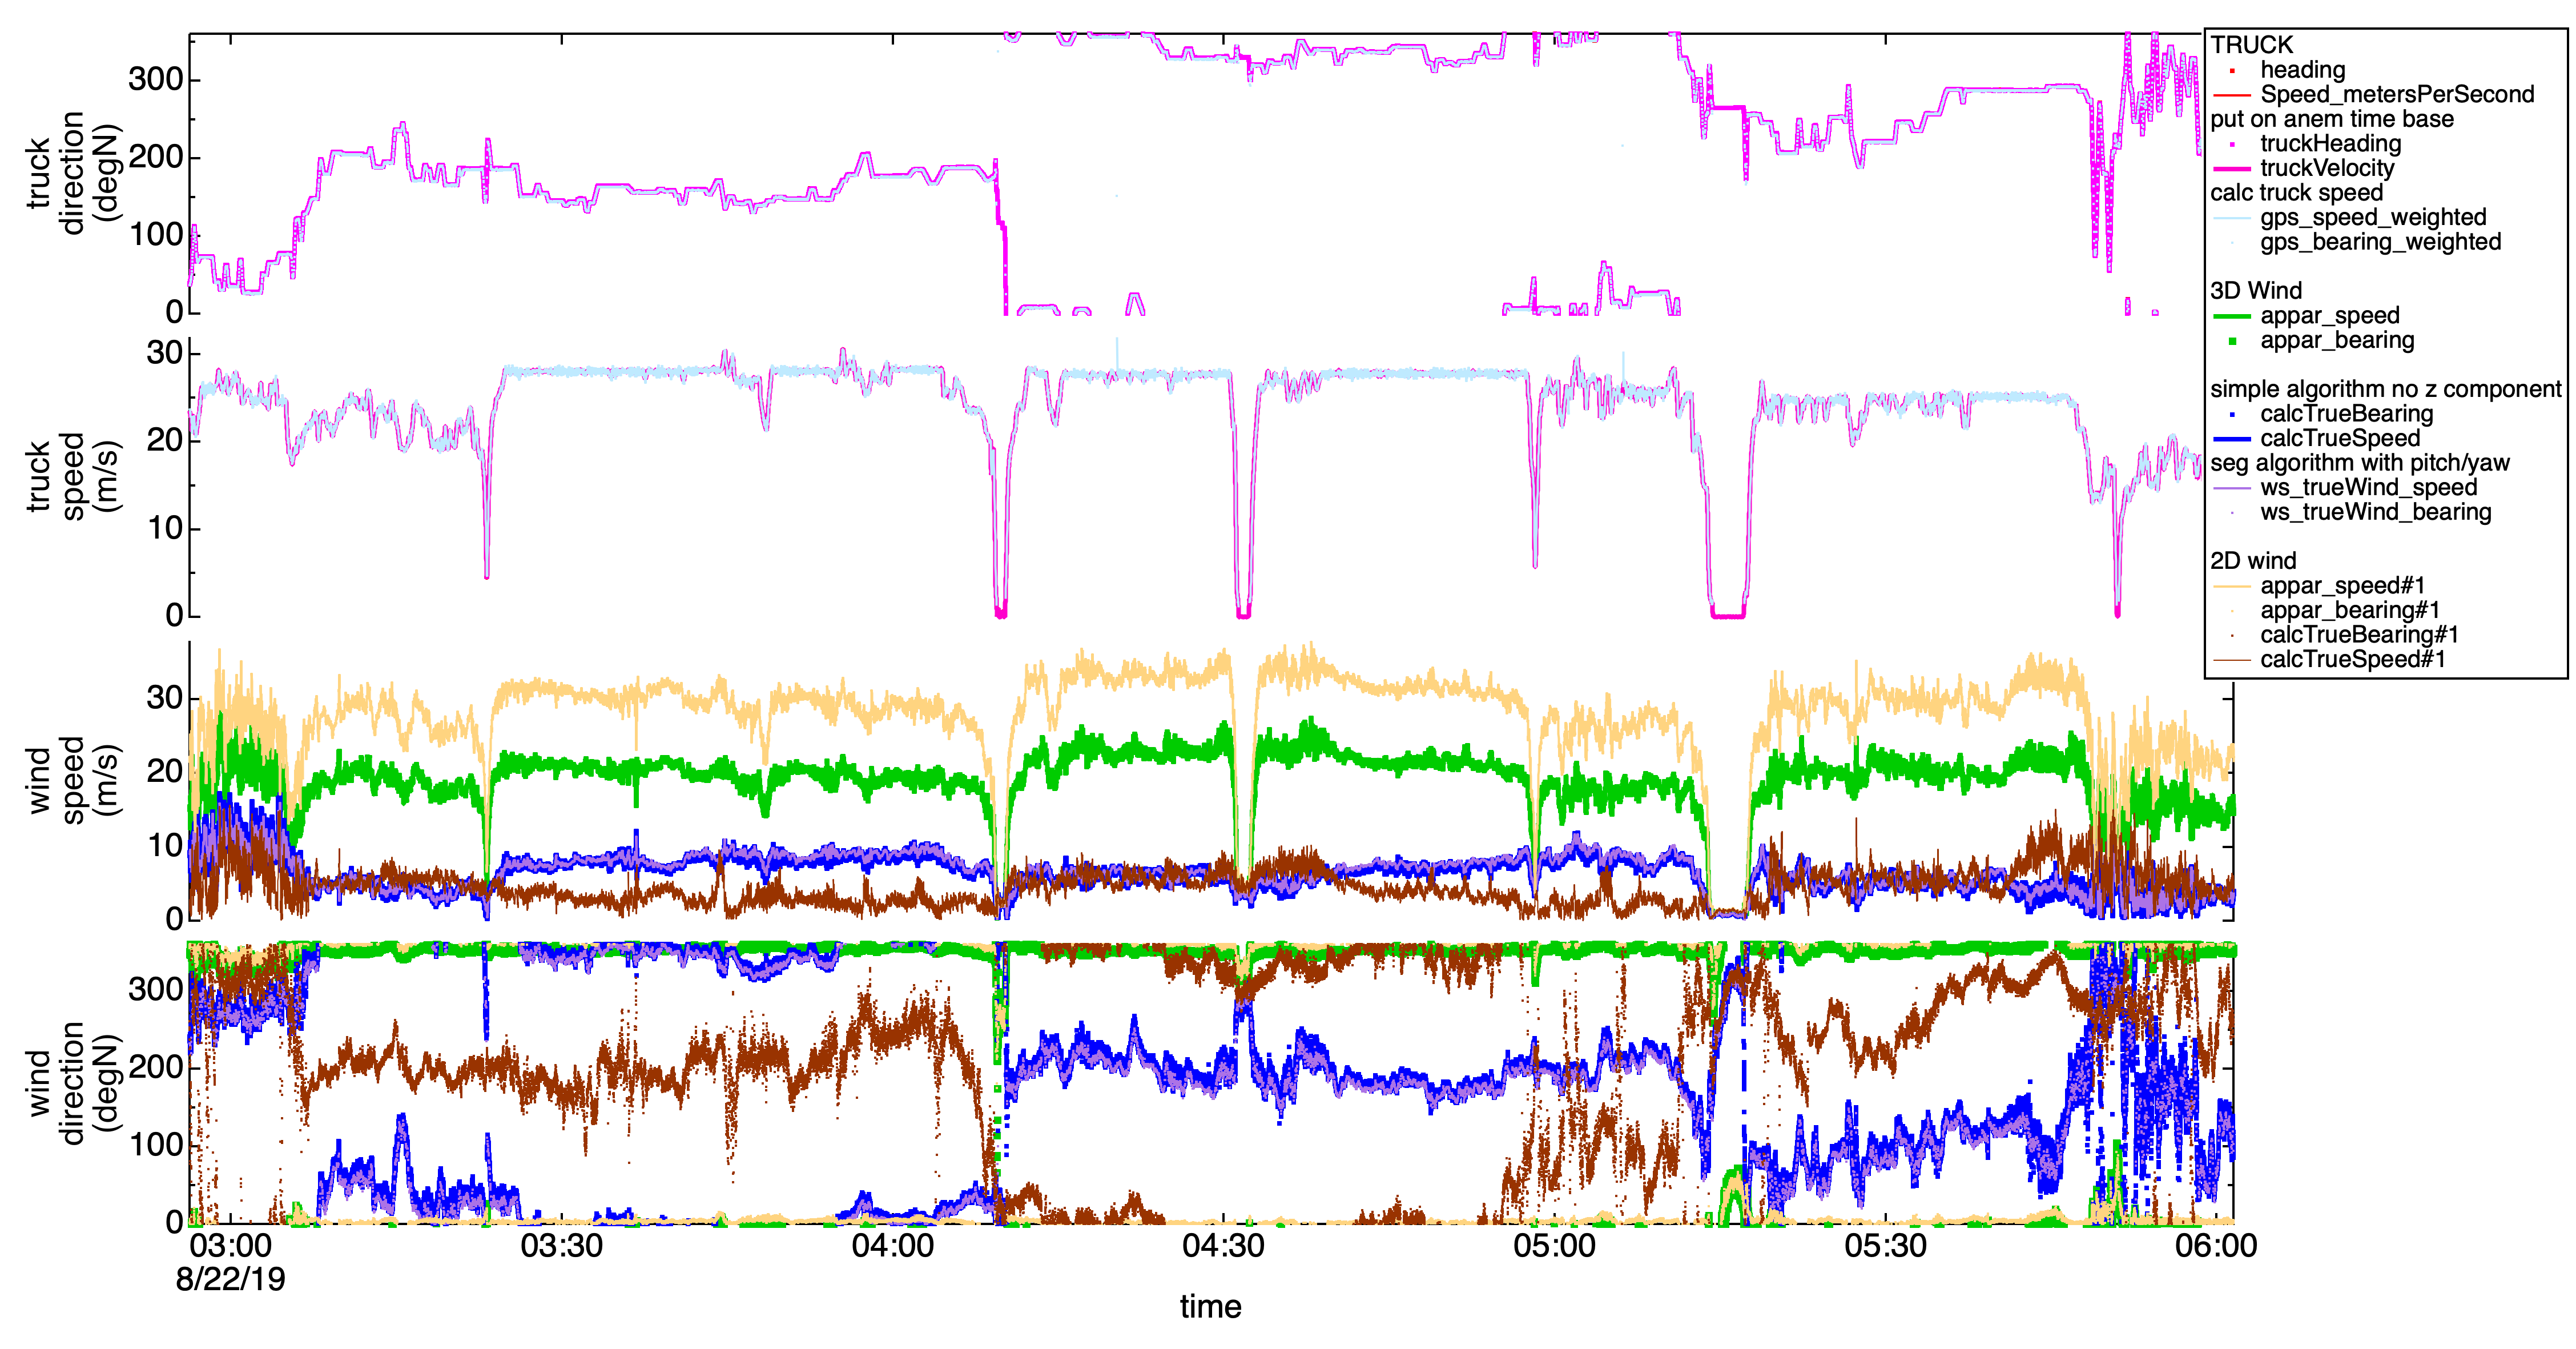 truck
direction
(degN)
300
200
100
0
truck
speed
(m/s)
30
20
10
0
wind
speed
(m/s)
30
20
10
0
wind
direction
(degN)
300
200
100
0
03:00 03:30 04:00 04:30 05:00 05:30 06:00
8/22/19
time
TRUCK
heading
Speed_metersPerSecond
put on anem time base
truckHeading
truckVelocity
calc truck speed
gps_speed_weighted
gps_bearing_weighted
3D Wind
appar_speed
appar_bearing
simple algorithm no z component
calcTrueBearing
calcTrueSpeed
seg algorithm with pitch/yaw
ws_trueWind_speed
ws_trueWind_bearing
2D wind
appar_speed#1
appar_bearing#1
calcTrueBearing#1
calcTrueSpeed#1